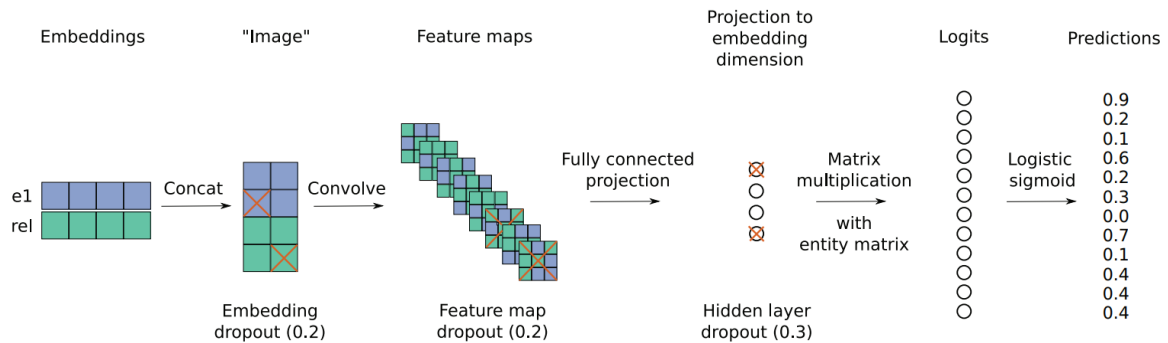 Embeddings
"Image"
Feature maps
Projection to
embedding
dimension
Logits
Predictions
e1
rel
Concat
Convolve
Fully connected
projection
Matrix
multiplication
with
entity matrix
Logistic
sigmoid
0.9
0.2
0.1
0.6
0.2
0.3
0.0
0.7
0.1
0.4
0.4
0.4
Embedding
dropout (0.2)
Feature map
dropout (0.2)
Hidden layer
dropout (0.3)